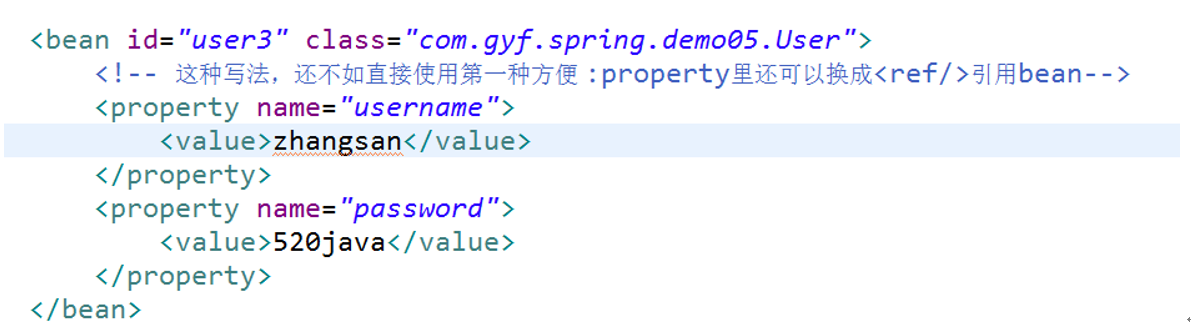 <bean id="user3" class="com.gyf.spring.demo05.User">
<!-- 这种写法，还不如直接使用第一种方便：property里还可以换成<ref/>引用bean-->
<property name="username">
<value>zhangsan</value>
</property>
<property name="password">
<value>520java</value>
</property>
</bean>